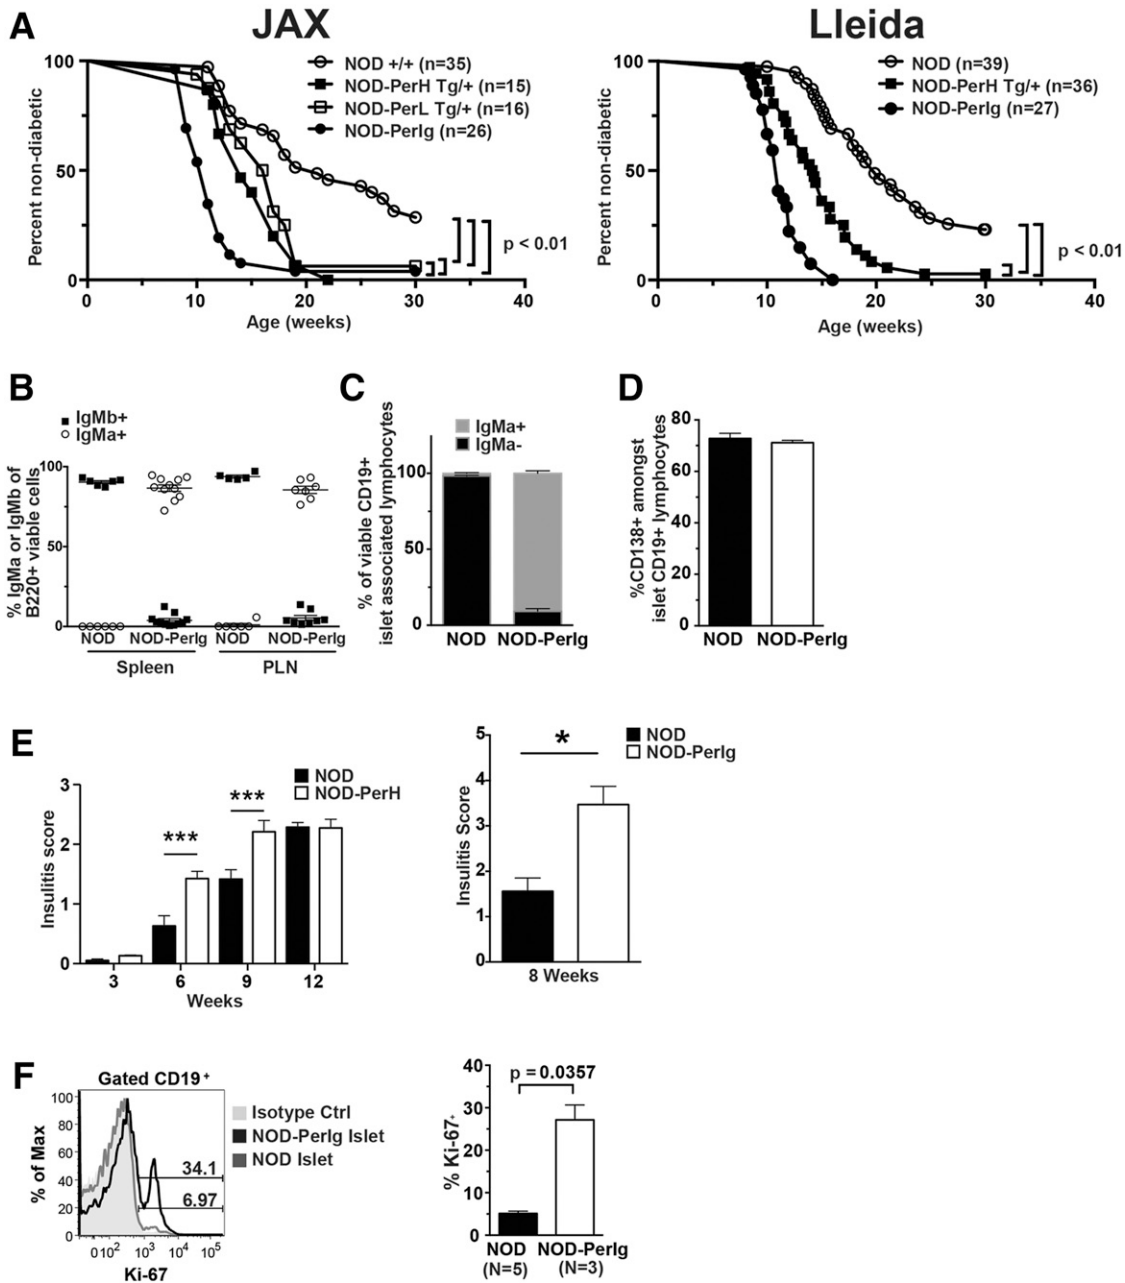 A
JAX
Lleida
Percent non-diabetic
100
50
0
0 10 20 30 40
Age (weeks)
NOD +/+ (n=35)
NOD-PerH Tg/+ (n=15)
NOD-PerL Tg/+ (n=16)
NOD-PerIg (n=26)
p < 0.01
Percent non-diabetic
100
50
0
0 10 20 30 40
Age (weeks)
NOD (n=39)
NOD-PerH Tg/+ (n=36)
NOD-PerIg (n=27)
p < 0.01
B
IgMb+
IgMa+
% IgMa or IgMb of
B220+ viable cells
100
50
0
NOD NOD-PerIg NOD NOD-PerIg
Spleen PLN
C
% of viable CD19+
islet associated lymphocytes
IgMa+
IgMa-
100
50
0
NOD NOD-PerIg
D
%CD138+ amongst
islet CD19+ lymphocytes
80
60
40
20
0
NOD NOD-PerIg
E
Insulitis score
3
2
1
0
NOD
NOD-PerH
***
***
3 6 9 12
Weeks
Insulitis Score
5
4
3
2
1
0
*
NOD
NOD-PerIg
8 Weeks
F
Gated CD19+
% of Max
100
80
60
40
20
0
34.1
6.97
0 10² 10³ 10⁴ 10⁵
Ki-67
Isotype Ctrl
NOD-PerIg Islet
NOD Islet
% Ki-67+
40
30
20
10
0
p = 0.0357
NOD NOD-PerIg
(N=5) (N=3)